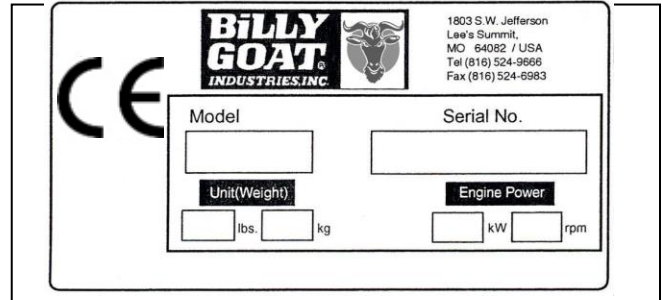 BiLLY
GOAT®
INDUSTRIES,INC.
1803 S.W. Jefferson
Lee's Summit,
MO 64082 / USA
Tel (816) 524-9666
Fax (816) 524-6983
CE
Model Serial No.
Unit(Weight) Engine Power
lbs. kg kW rpm